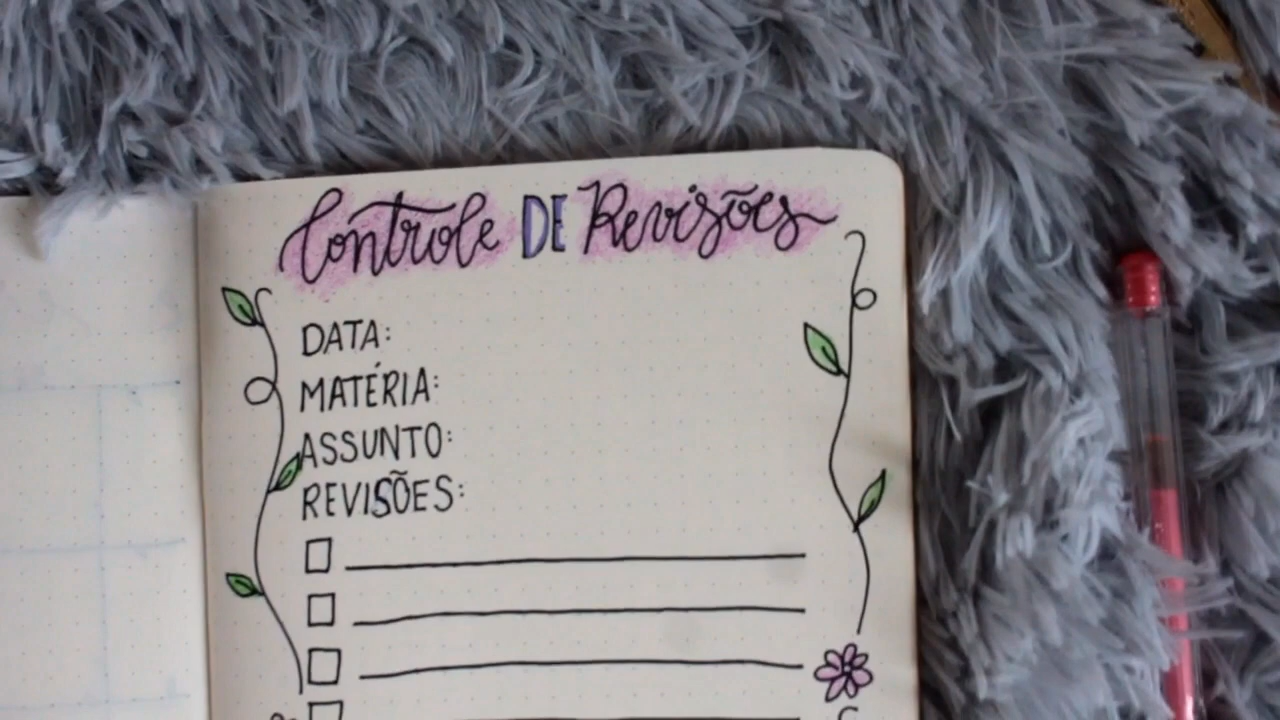 Controle DE Revisões
DATA:
MATÉRIA:
ASSUNTO:
REVISÕES: